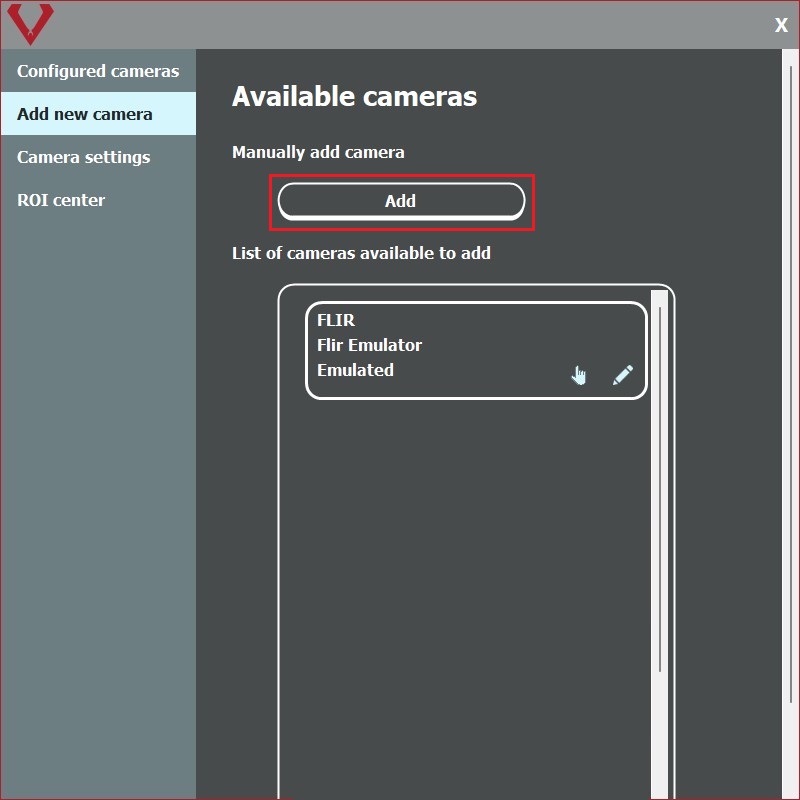 X
Configured cameras
Add new camera
Camera settings
ROI center
Available cameras
Manually add camera
Add
List of cameras available to add
FLIR
Flir Emulator
Emulated